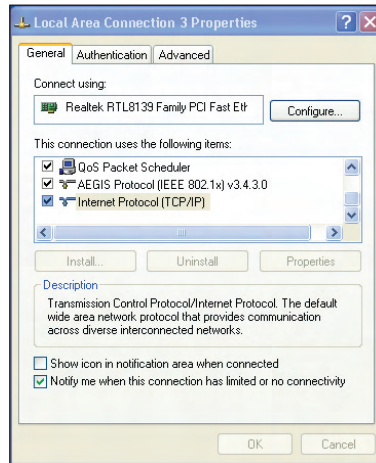 Local Area Connection 3 Properties
General Authentication Advanced
Connect using:
Realtek RTL8139 Family PCI Fast Eth
Configure...
This connection uses the following items:
QoS Packet Scheduler
AEGIS Protocol (IEEE 802.1x) v3.4.3.0
Internet Protocol (TCP/IP)
Install... Uninstall Properties
Description
Transmission Control Protocol/Internet Protocol. The default
wide area network protocol that provides communication
across diverse interconnected networks.
Show icon in notification area when connected
Notify me when this connection has limited or no connectivity
OK Cancel